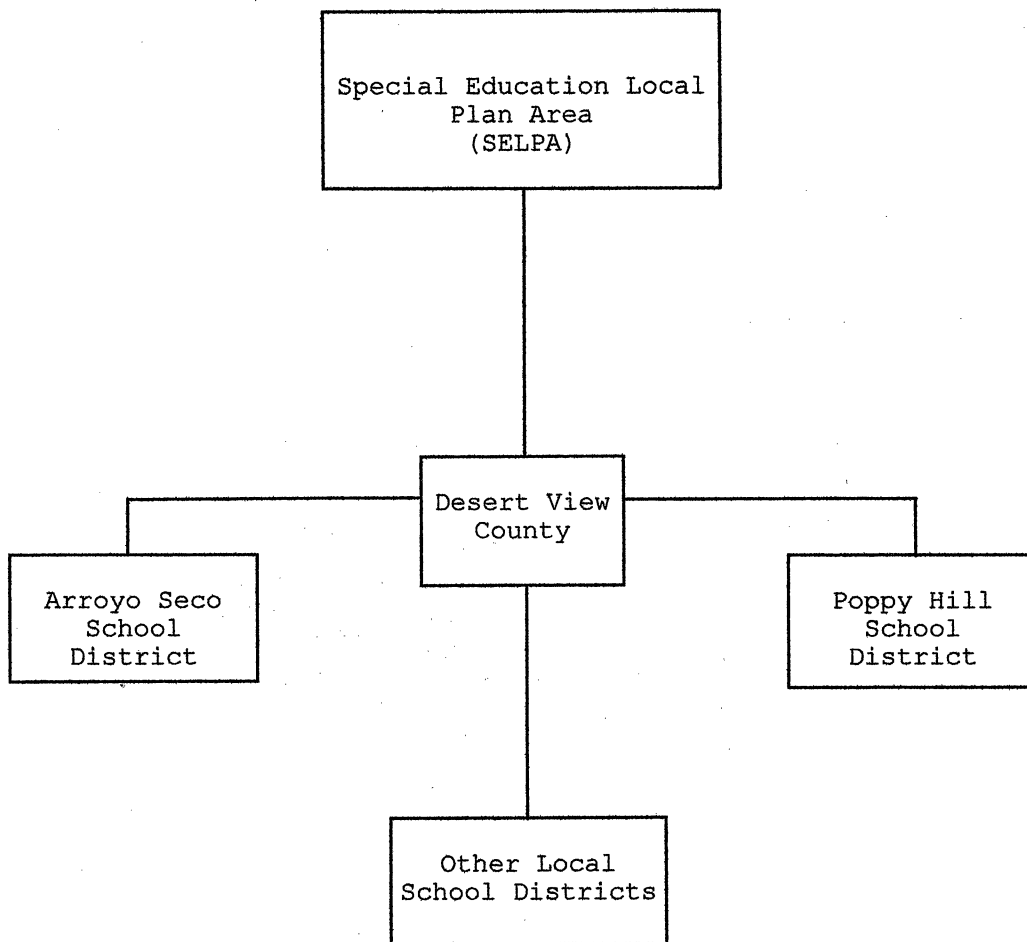 Special Education Local
Plan Area
(SELPA)
Desert View
County
Arroyo Seco
School
District
Poppy Hill
School
District
Other Local
School Districts